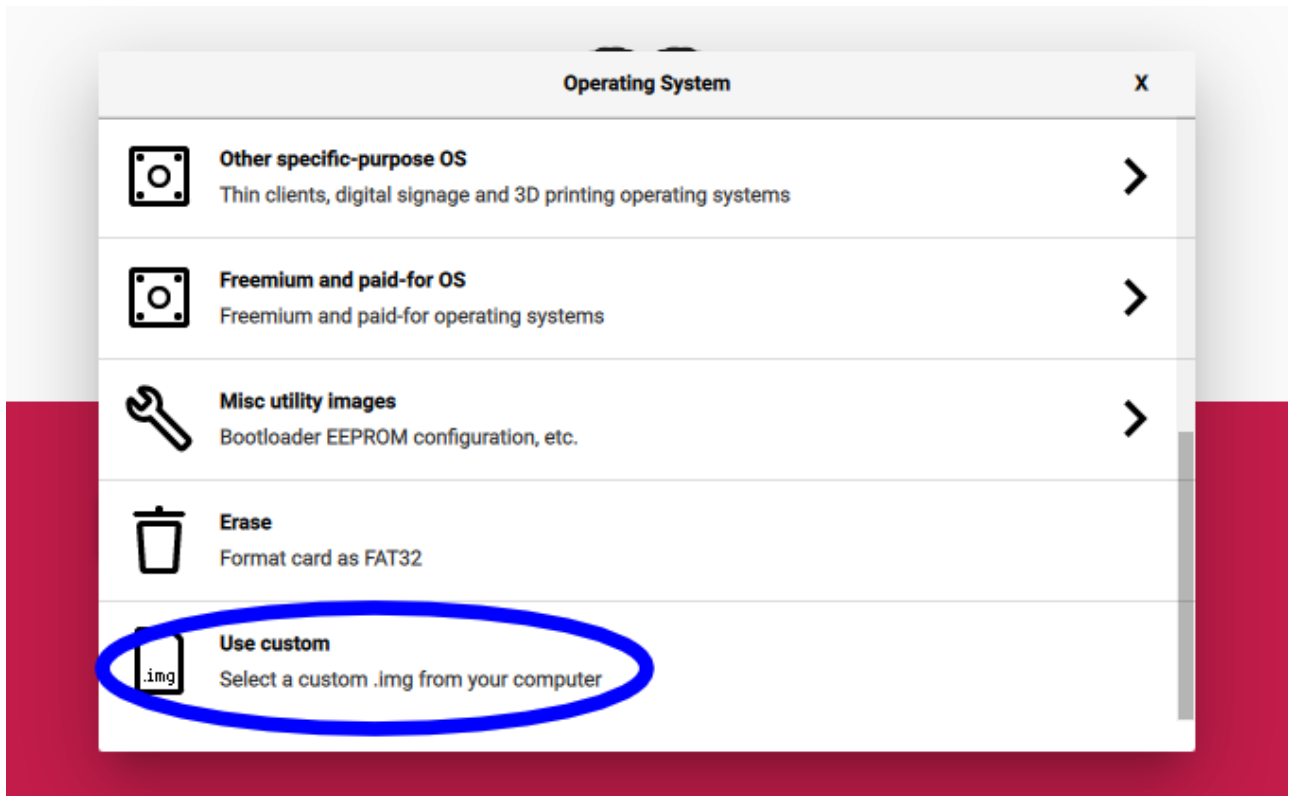 Operating System
X
Other specific-purpose OS
Thin clients, digital signage and 3D printing operating systems
Freemium and paid-for OS
Freemium and paid-for operating systems
Misc utility images
Bootloader EEPROM configuration, etc.
Erase
Format card as FAT32
Use custom
.img
Select a custom .img from your computer